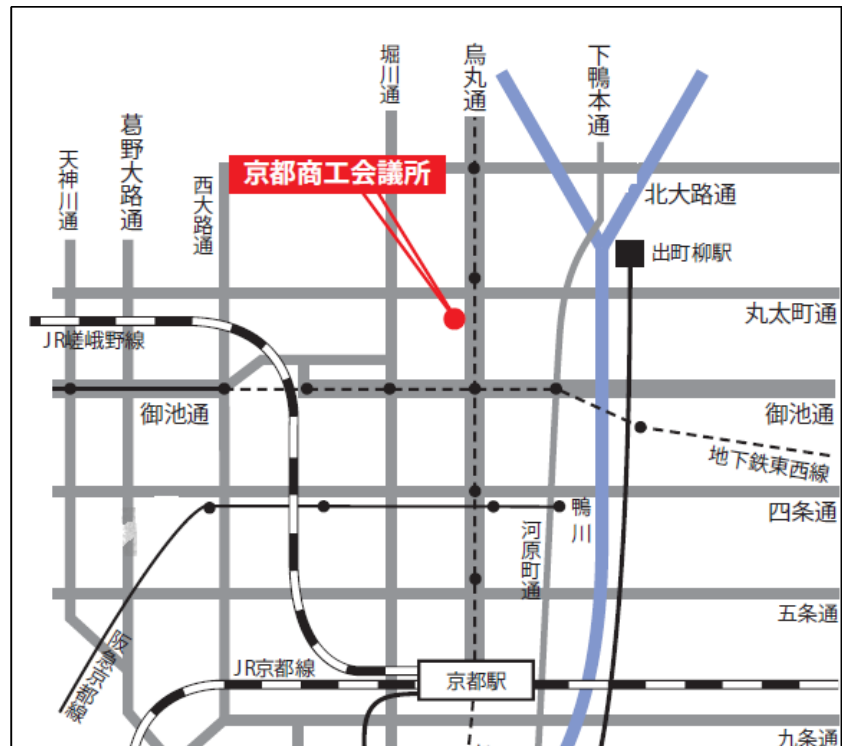 堀川通
烏丸通
下鴨本通
葛野大路通
天神川通
西大路通
京都商工会議所
北大路通
出町柳駅
丸太町通
JR嵯峨野線
御池通
御池通
地下鉄東西線
四条通
鴨川
河原町通
五条通
阪急京都線
JR京都線
京都駅
九条通